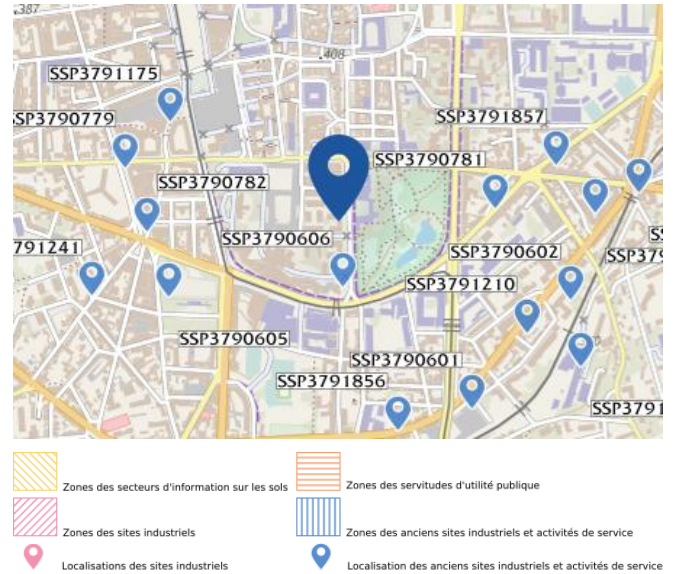 .387
.408
SSP3791175
SSP3790779
SSP3791857
SSP3790781
SSP3790782
SSP3790606
791241
SSP3790602
SSP379
SSP3791210
SSP3790605
SSP3790601
SSP3791856
SSP3791
Zones des secteurs d'information sur les sols
Zones des servitudes d'utilité publique
Zones des sites industriels
Zones des anciens sites industriels et activités de service
Localisations des sites industriels
Localisation des anciens sites industriels et activités de service